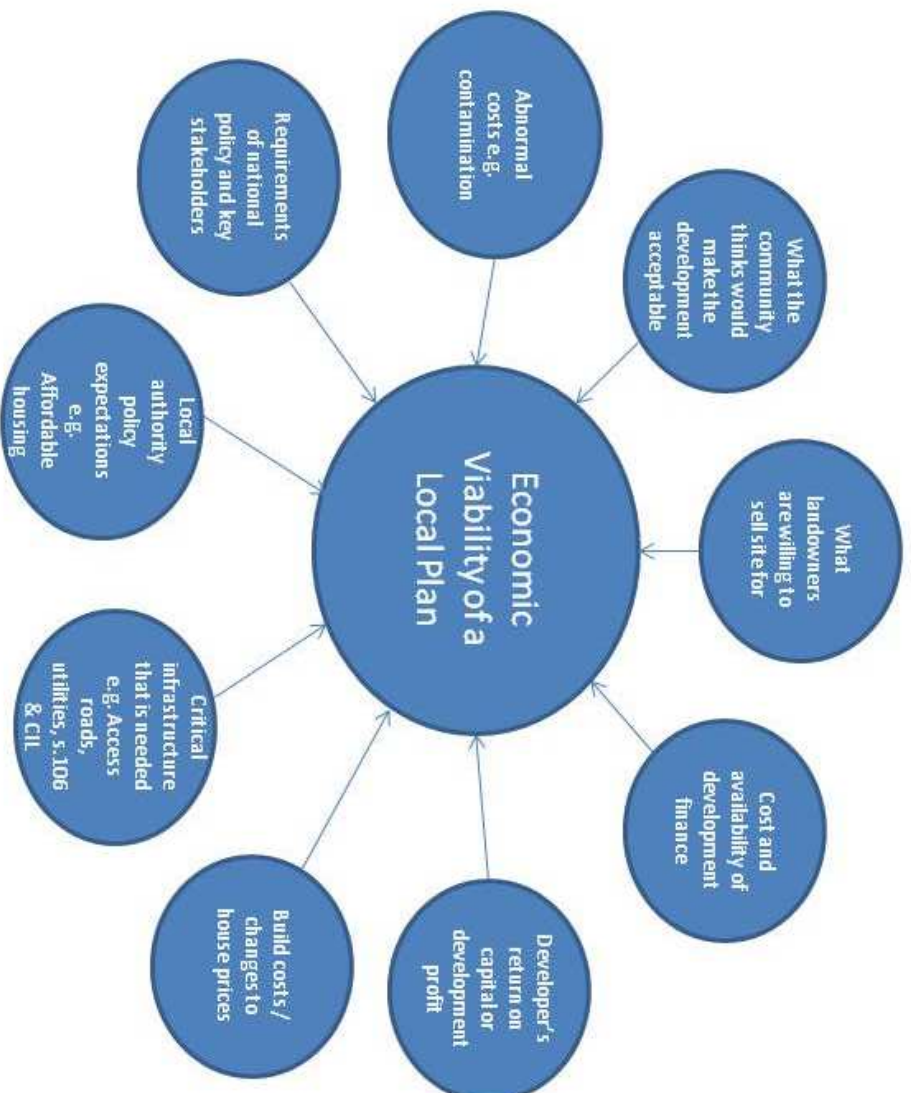 Economic
Viability of a
Local Plan
What
landowners
are willing to
sell site for
Cost and
availability of
development
finance
Developer's
return on
capital or
development
profit
Build costs /
changes to
house prices
Critical
infrastructure
that is needed
e.g. Access
roads,
utilities, s.106
& CIL
Local
authority
policy
expectations
e.g.
Affordable
housing
Requirements
of national
policy and key
stakeholders
Abnormal
costs e.g.
contamination
What the
community
thinks would
make the
development
acceptable